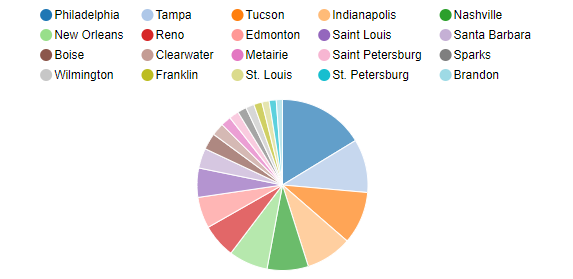 Philadelphia Tampa Tucson Indianapolis Nashville
New Orleans Reno Edmonton Saint Louis Santa Barbara
Boise Clearwater Metairie Saint Petersburg Sparks
Wilmington Franklin St. Louis St. Petersburg Brandon